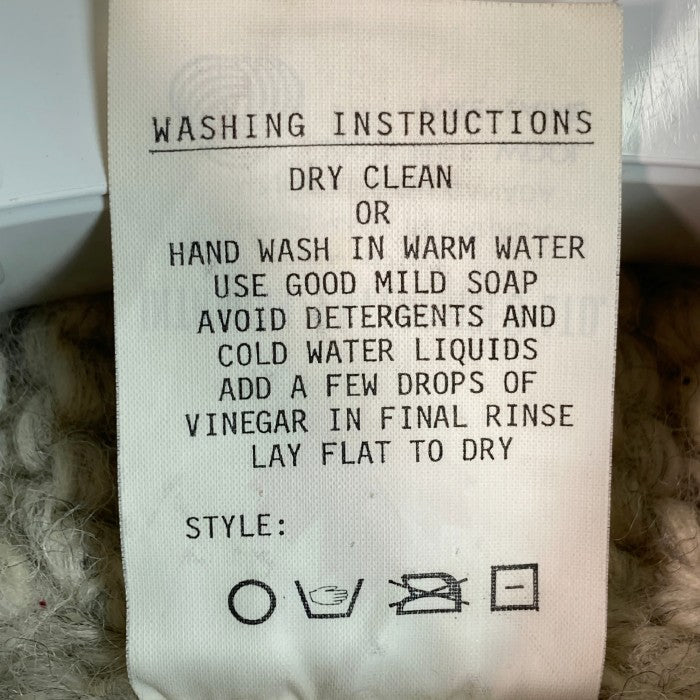 WASHING INSTRUCTIONS
DRY CLEAN
OR
HAND WASH IN WARM WATER
USE GOOD MILD SOAP
AVOID DETERGENTS AND
COLD WATER LIQUIDS
ADD A FEW DROPS OF
VINEGAR IN FINAL RINSE
LAY FLAT TO DRY
STYLE: